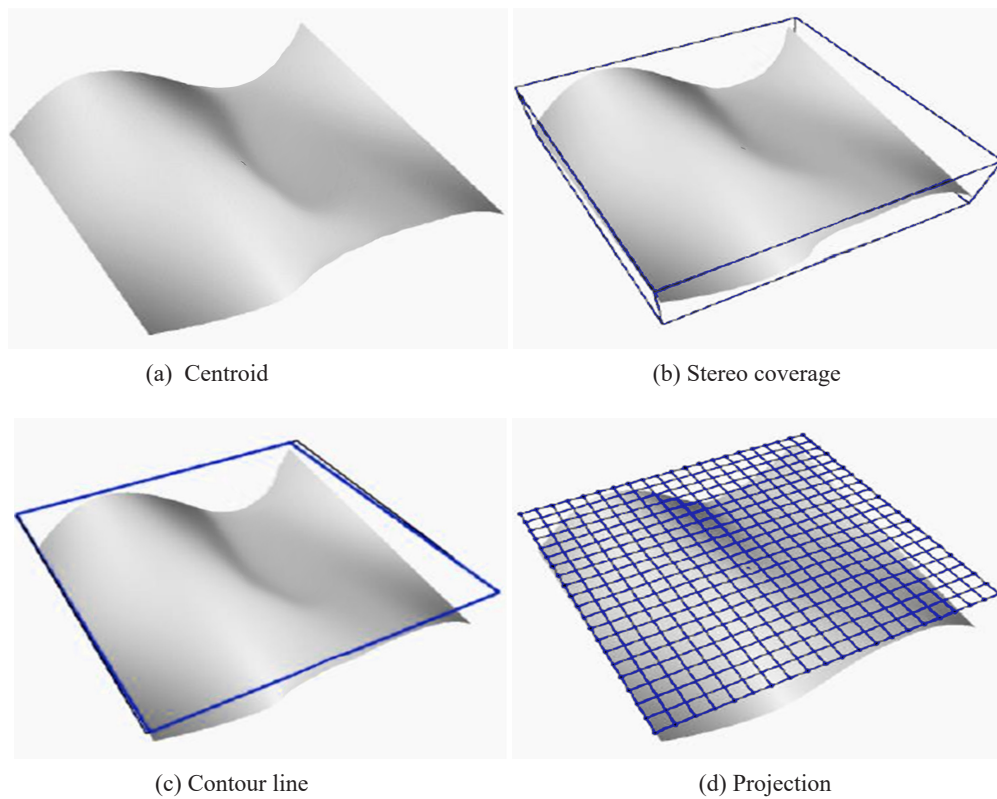 (a) Centroid
(b) Stereo coverage
(c) Contour line
(d) Projection